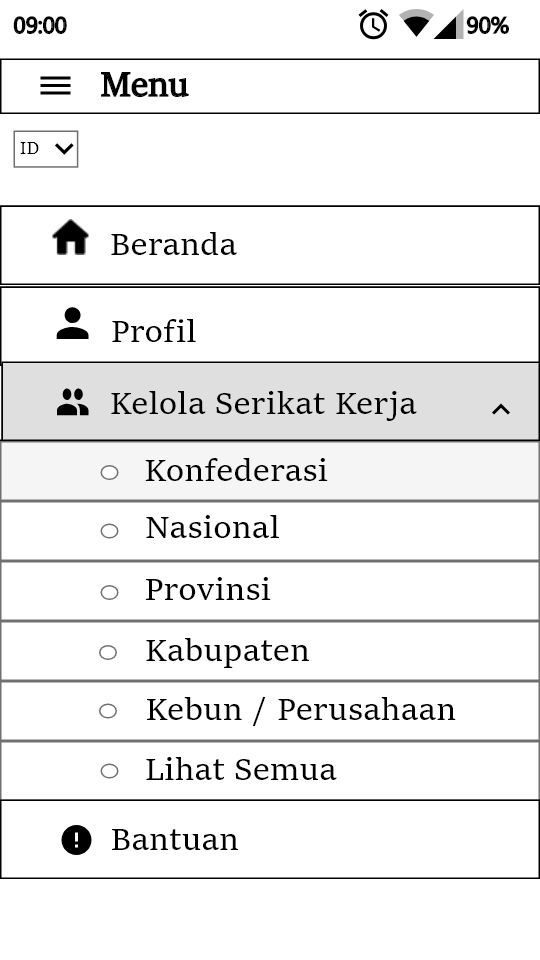 09:00 90%
Menu
ID
Beranda
Profil
Kelola Serikat Kerja
Konfederasi
Nasional
Provinsi
Kabupaten
Kebun / Perusahaan
Lihat Semua
Bantuan